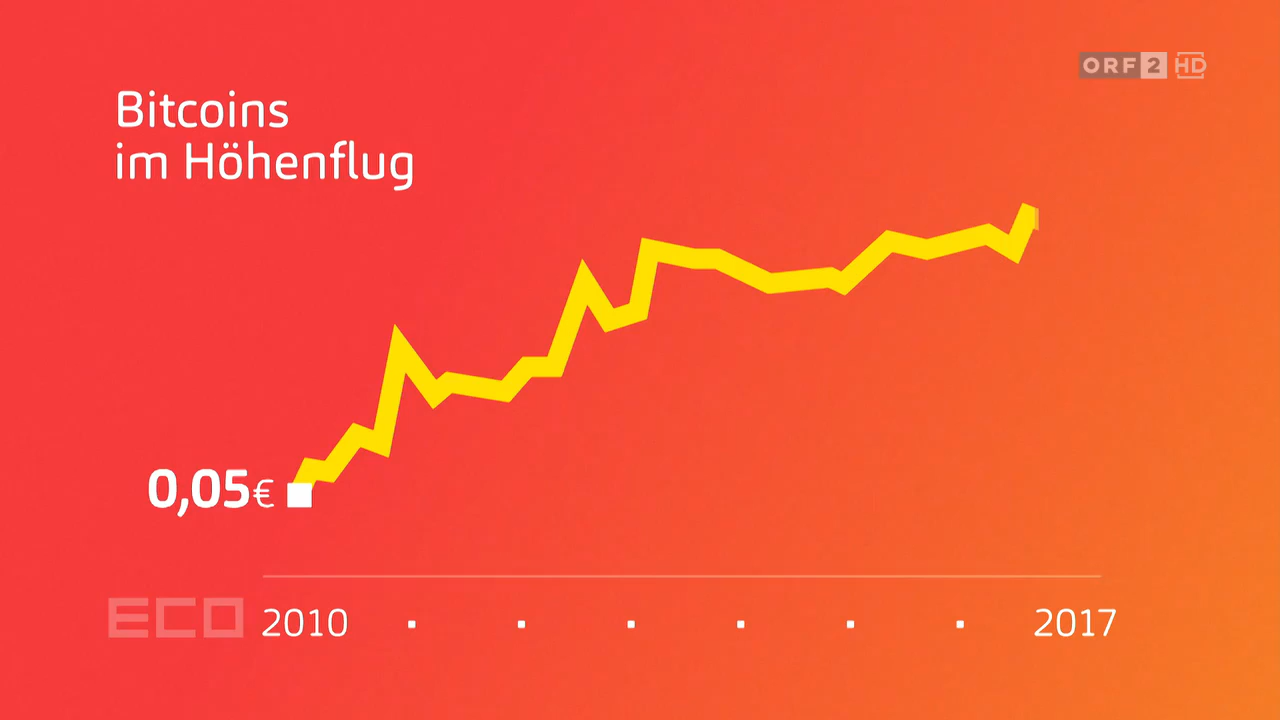 Bitcoins
im Höhenflug
ORF 2 HD
0,05€
ECO
2010
2017